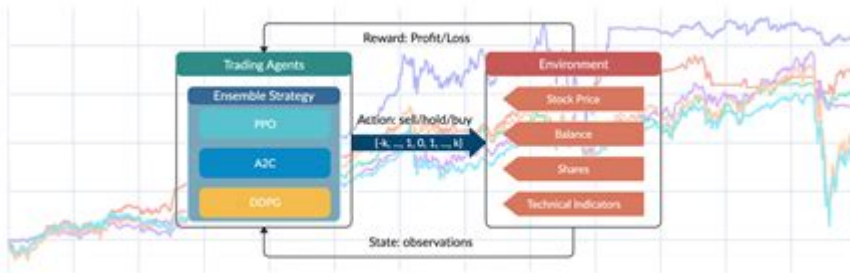 Reward: Profit/Loss
Trading Agents
Environment
Ensemble Strategy
Stock Price
PPO
Action: sell/hold/buy
Balance
{-k, ..., 1, 0, 1, ..., k}
A2C
Shares
DDPG
Technical Indicators
State: observations